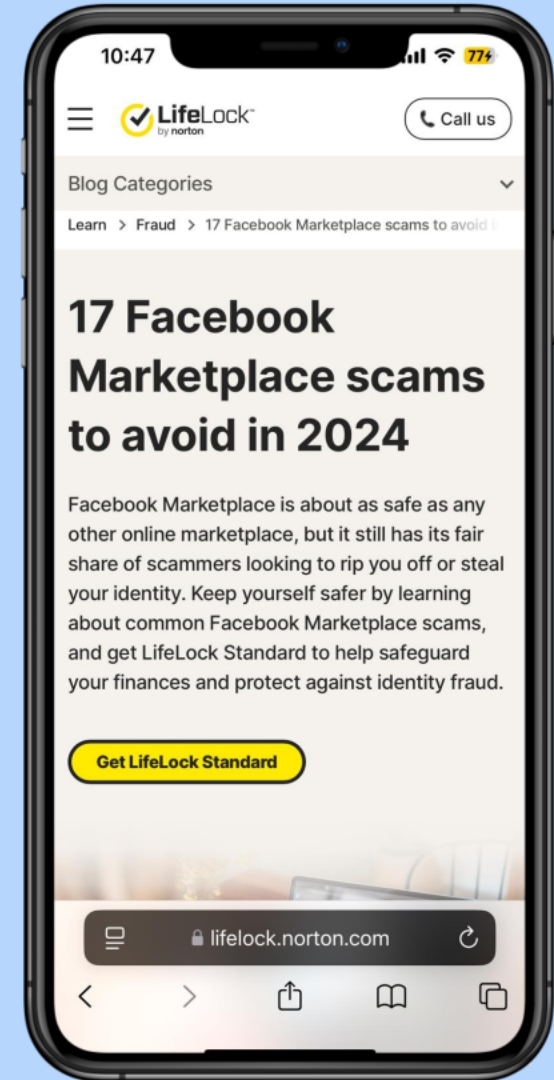 10:47
77
LifeLock
by norton
Call us
Blog Categories
Learn > Fraud > 17 Facebook Marketplace scams to avoid
17 Facebook
Marketplace scams
to avoid in 2024
Facebook Marketplace is about as safe as any
other online marketplace, but it still has its fair
share of scammers looking to rip you off or steal
your identity. Keep yourself safer by learning
about common Facebook Marketplace scams,
and get LifeLock Standard to help safeguard
your finances and protect against identity fraud.
Get LifeLock Standard
lifelock.norton.com